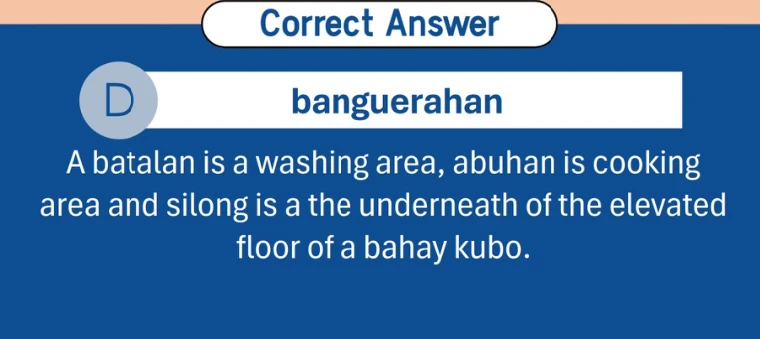 Correct Answer
D
banguerahan
A batalan is a washing area, abuhan is cooking
area and silong is a the underneath of the elevated
floor of a bahay kubo.